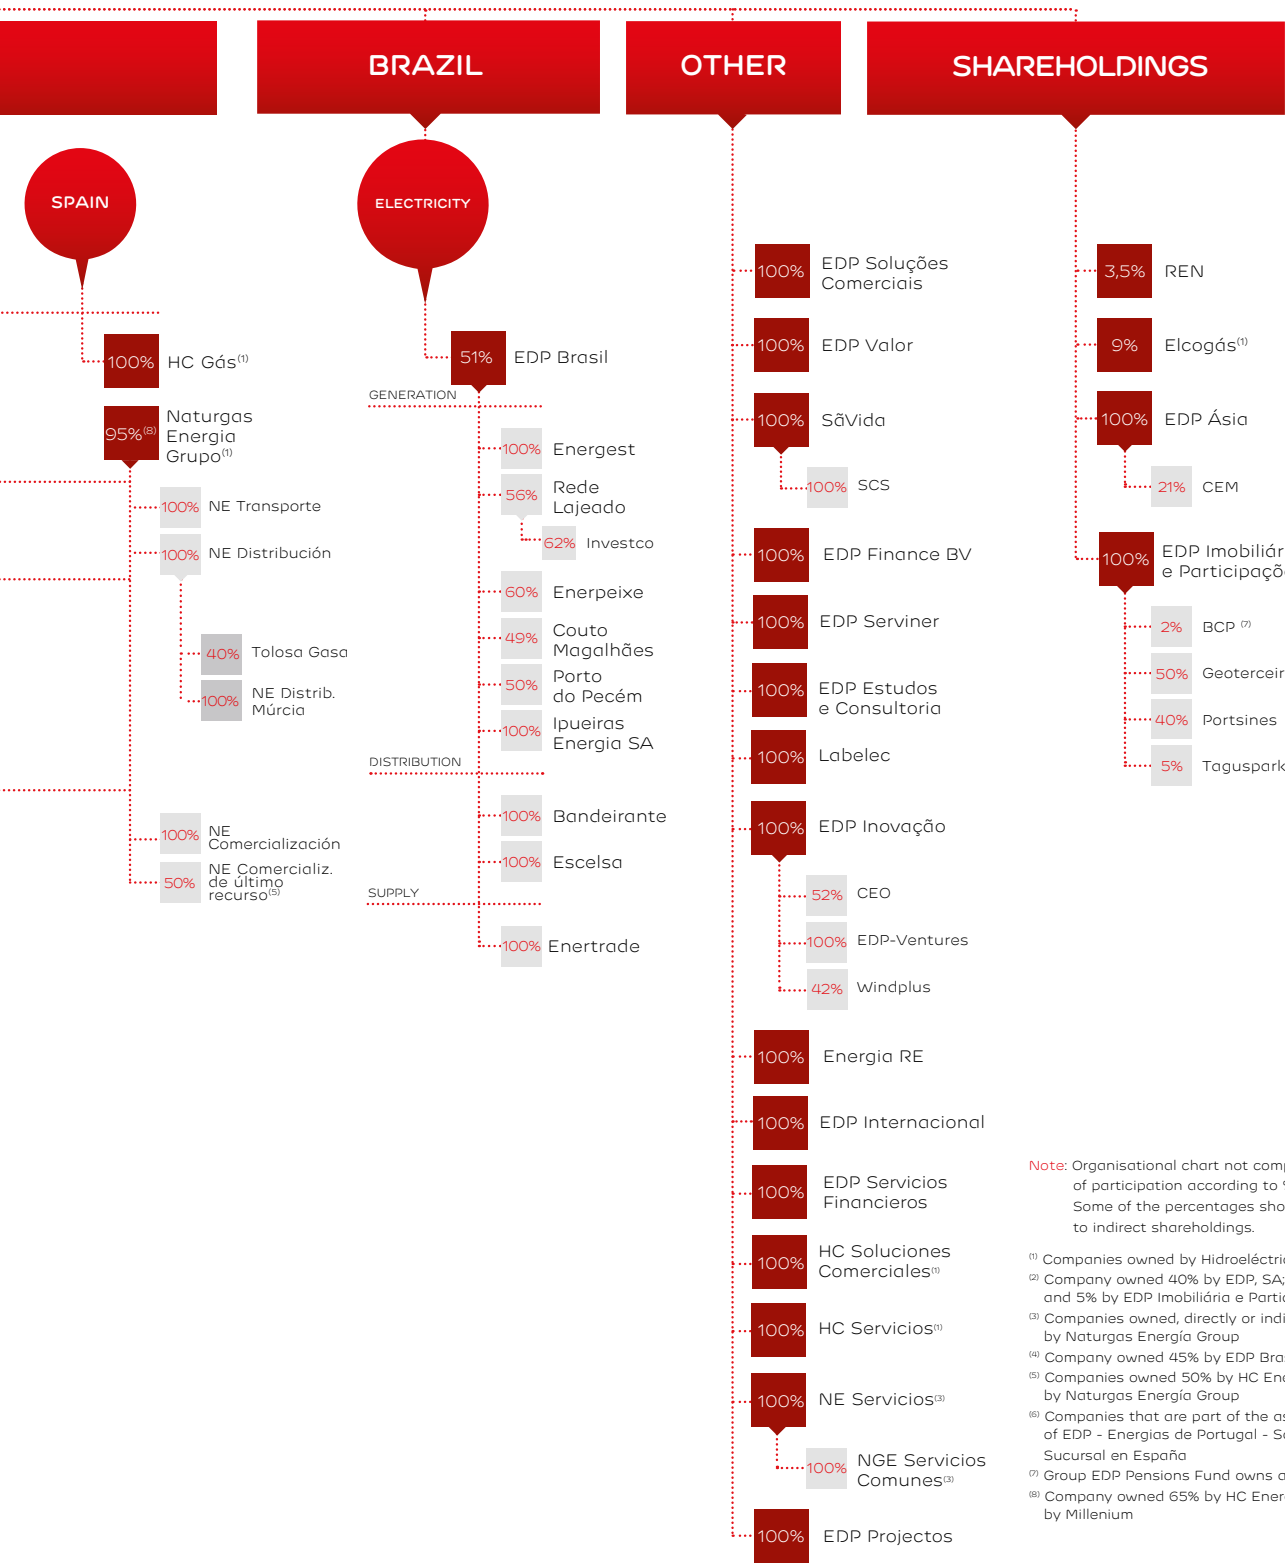 BRAZIL
OTHER
SHAREHOLDINGS
SPAIN
100% HC Gás(1)
95%(8) Naturgas
Energia
Grupo(1)
100% NE Transporte
100% NE Distribución
40% Tolosa Gasa
100% NE Distrib.
Múrcia
100% NE
Comercialización
50% NE Comercializ.
de último
recurso(5)
ELECTRICITY
51% EDP Brasil
GENERATION
100% Energest
56% Rede
Lajeado
62% Investco
60% Enerpeixe
49% Couto
Magalhães
50% Porto
do Pecém
100% Ipueiras
Energia SA
DISTRIBUTION
100% Bandeirante
100% Escelsa
SUPPLY
100% Enertrade
100% EDP Soluções
Comerciais
100% EDP Valor
100% SãVida
100% SCS
100% EDP Finance BV
100% EDP Serviner
100% EDP Estudos
e Consultoria
100% Labelec
100% EDP Inovação
52% CEO
100% EDP-Ventures
42% Windplus
100% Energia RE
100% EDP Internacional
100% EDP Servicios
Financieros
100% HC Soluciones
Comerciales(1)
100% HC Servicios(1)
100% NE Servicios(3)
100% NGE Servicios
Comunes(3)
100% EDP Projectos
3,5% REN
9% Elcogás(1)
100% EDP Ásia
21% CEM
100% EDP Imobiliár
e Participaçõ
2% BCP (7)
50% Geoterceir
40% Portsines
5% Taguspark
Note: Organisational chart not comp
of participation according to
Some of the percentages sho
to indirect shareholdings.
(1) Companies owned by Hidroeléctri
(2) Company owned 40% by EDP, SA;
and 5% by EDP Imobiliária e Partic
(3) Companies owned, directly or indi
by Naturgas Energía Group
(4) Company owned 45% by EDP Bra
(5) Companies owned 50% by HC Ene
by Naturgas Energía Group
(6) Companies that are part of the as
of EDP - Energias de Portugal - S
Sucursal en España
(7) Group EDP Pensions Fund owns a
(8) Company owned 65% by HC Ener
by Millenium